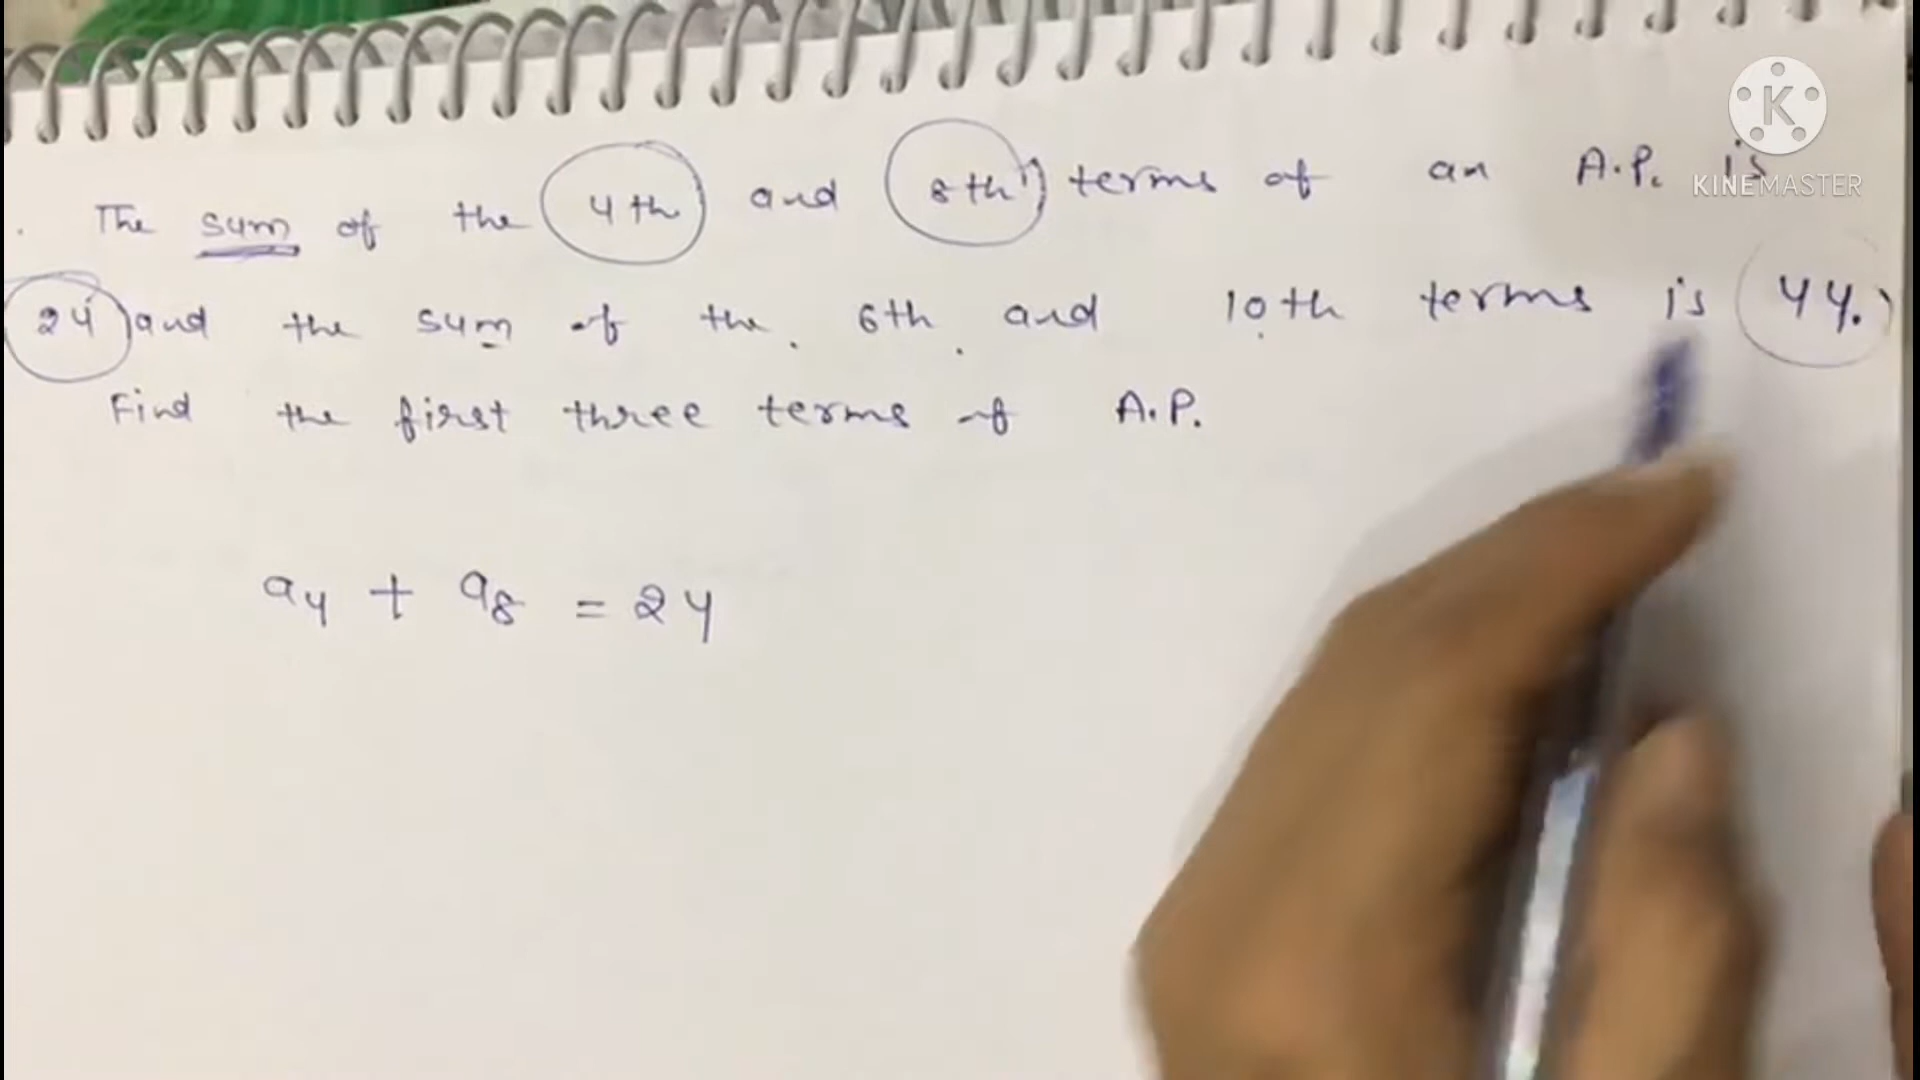 The sum of the 4th and 8th terms of an A.P. is
24 and the sum of the 6th and 10th terms is 44.
Find the first three terms of A.P.
a4 + a8 = 24
K
KINEMASTER